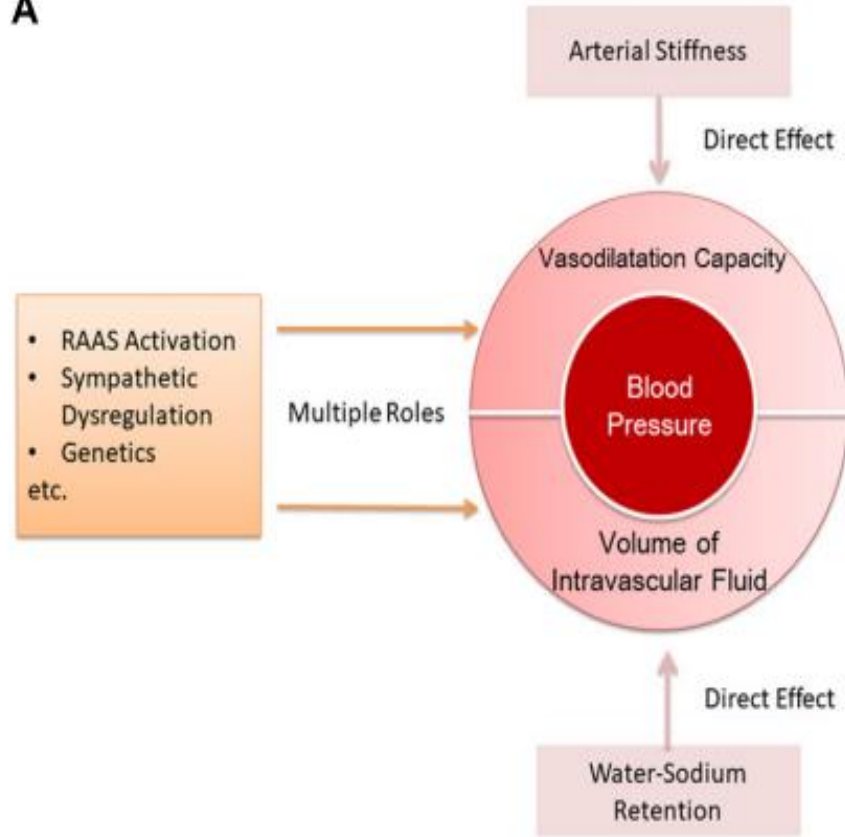 A
Arterial Stiffness
Direct Effect
Vasodilatation Capacity
• RAAS Activation
• Sympathetic
Dysregulation
• Genetics
etc.
Multiple Roles
Blood
Pressure
Volume of
Intravascular Fluid
Direct Effect
Water-Sodium
Retention